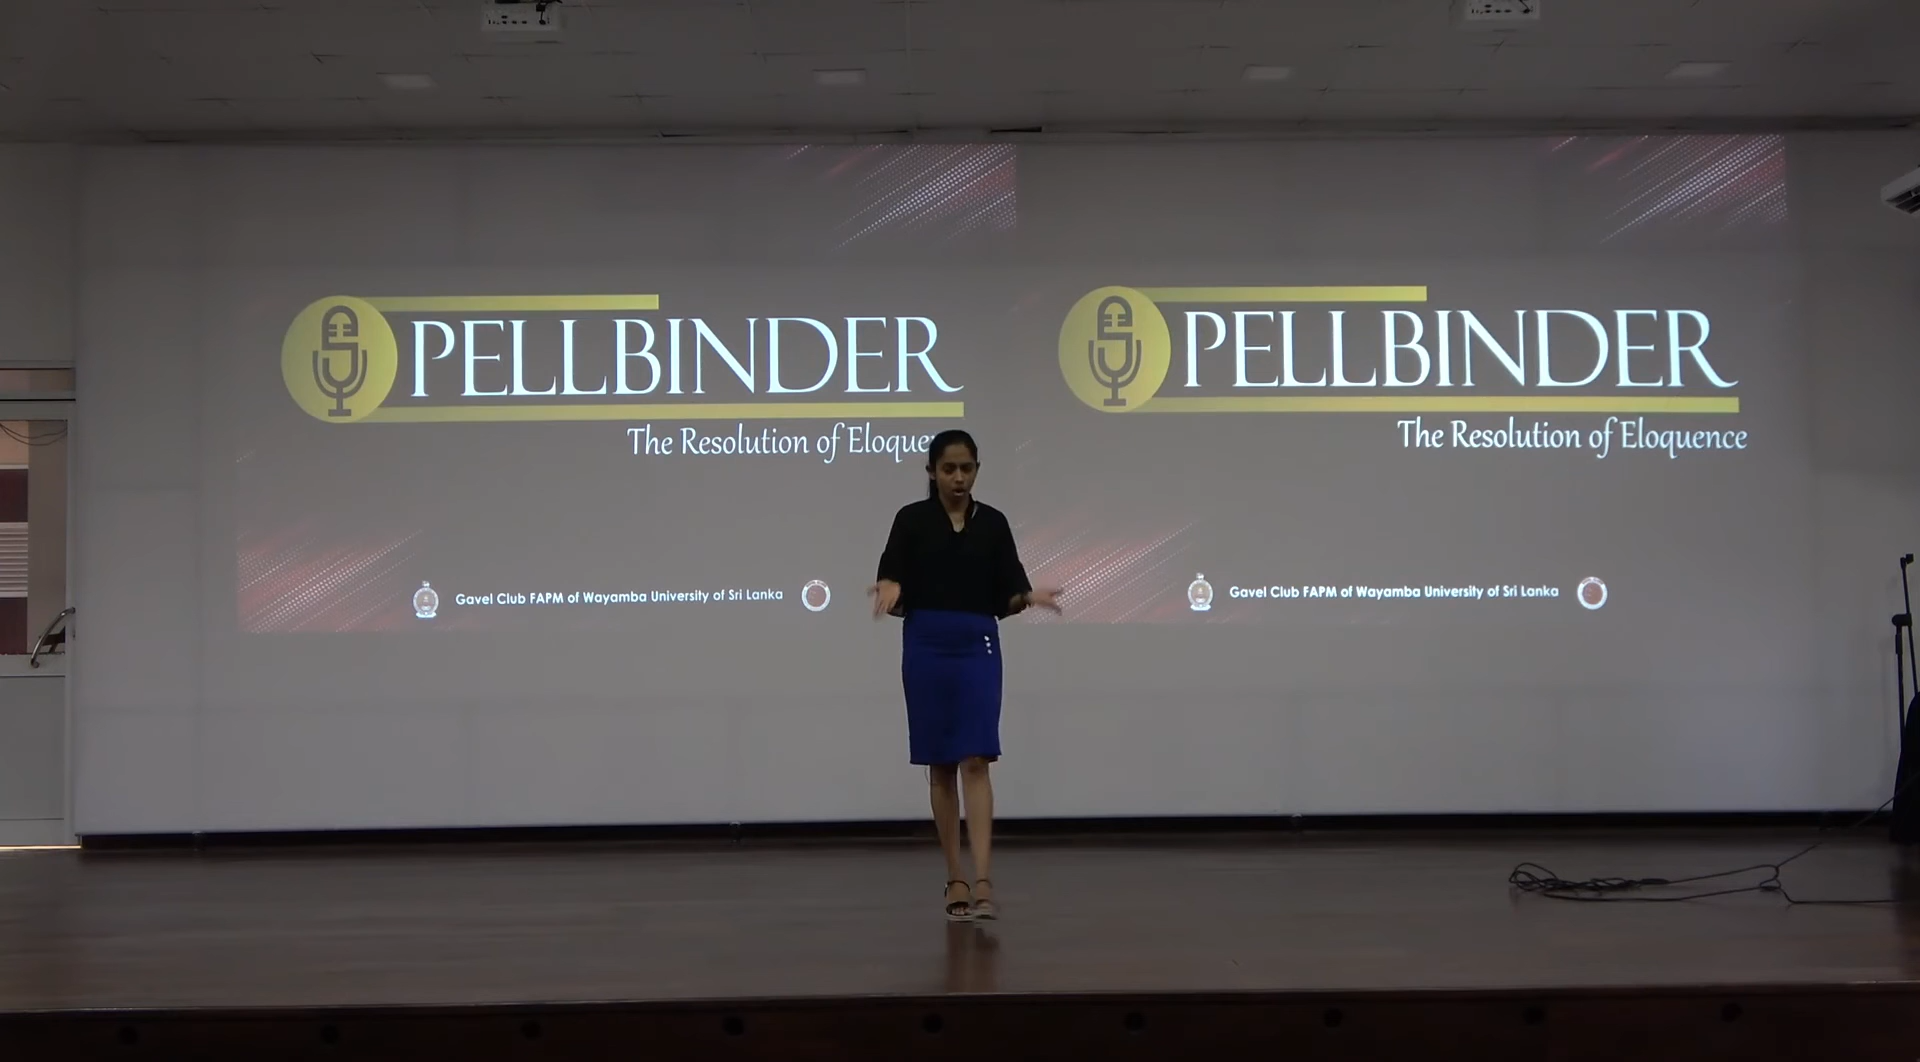 PELLBINDER
The Resolution of Eloque
Gavel Club FAPM of Wayamba University of Sri Lanka
PELLBINDER
The Resolution of Eloquence
Gavel Club FAPM of Wayamba University of Sri Lanka